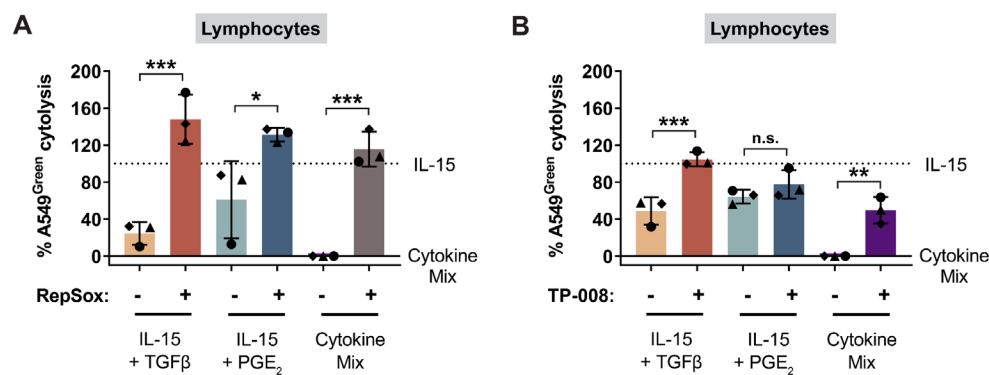 A
Lymphocytes
% A549Green cytolysis
200
160
120
80
40
0
***
*
***
IL-15
Cytokine
Mix
RepSox:
- + - + - +
IL-15
+ TGFβ
IL-15
+ PGE2
Cytokine
Mix
B
Lymphocytes
% A549Green cytolysis
200
160
120
80
40
0
***
n.s.
**
IL-15
Cytokine
Mix
TP-008:
- + - + - +
IL-15
+ TGFβ
IL-15
+ PGE2
Cytokine
Mix